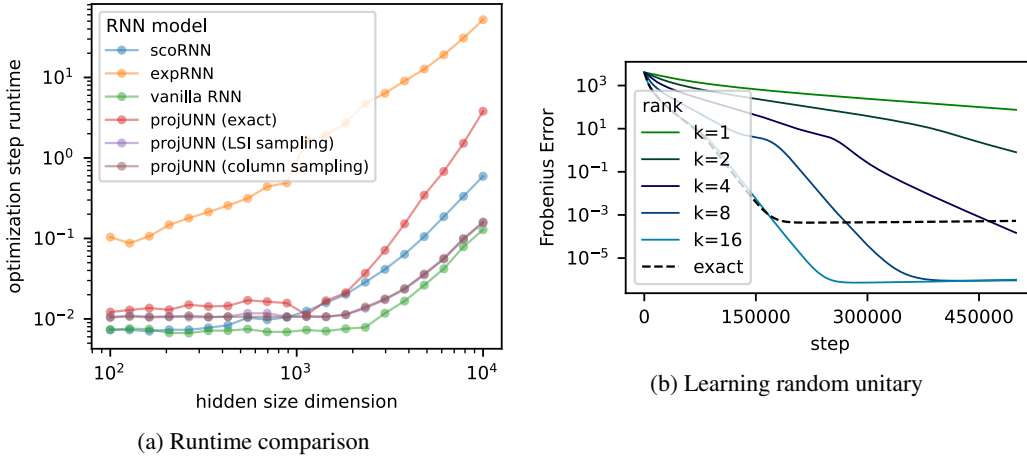 RNN model
scoRNN
expRNN
vanilla RNN
projUNN (exact)
projUNN (LSI sampling)
projUNN (column sampling)
optimization step runtime
10^1
10^0
10^-1
10^-2
10^2
10^3
10^4
hidden size dimension
(a) Runtime comparison
Frobenius Error
10^3
10^1
10^-1
10^-3
10^-5
rank
k=1
k=2
k=4
k=8
k=16
exact
0
150000
300000
450000
step
(b) Learning random unitary